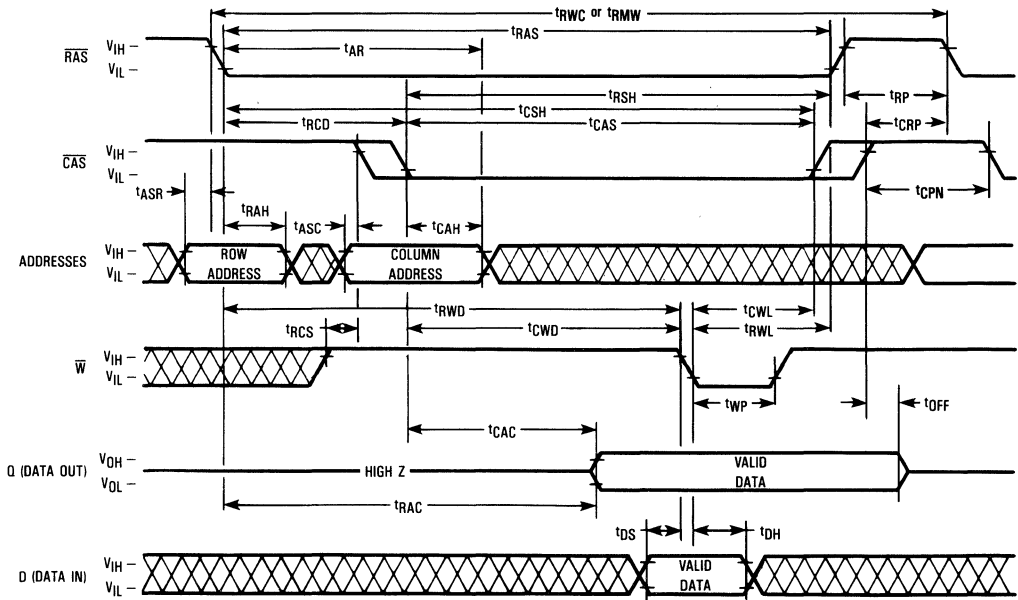 tRWC or tRMW
tRAS
tAR
RAS
VIH
VIL
tRSH
tRP
tCSH
tRCD
tCAS
tCRP
CAS
VIH
VIL
tASR
tCPN
tRAH
tASC
tCAH
ADDRESSES
VIH
VIL
ROW
ADDRESS
COLUMN
ADDRESS
tRWD
tCWL
tRCS
tCWD
tRWL
W
VIH
VIL
tWP
tOFF
tCAC
Q (DATA OUT)
VOH
VOL
HIGH Z
VALID
DATA
tRAC
tDS
tDH
D (DATA IN)
VIH
VIL
VALID
DATA